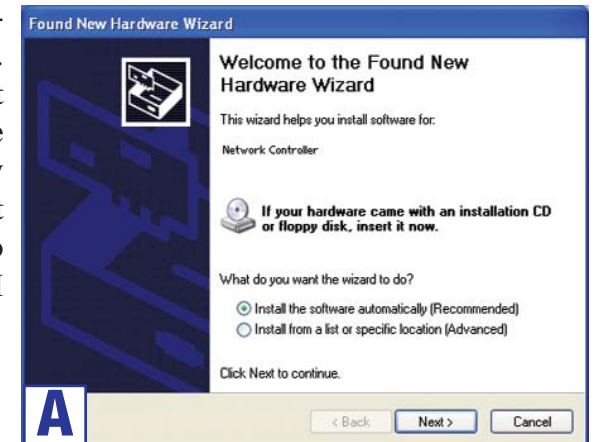 Found New Hardware Wizard
Welcome to the Found New
Hardware Wizard
This wizard helps you install software for:
Network Controller
If your hardware came with an installation CD
or floppy disk, insert it now.
What do you want the wizard to do?
Install the software automatically (Recommended)
Install from a list or specific location (Advanced)
Click Next to continue.
< Back Next > Cancel
A